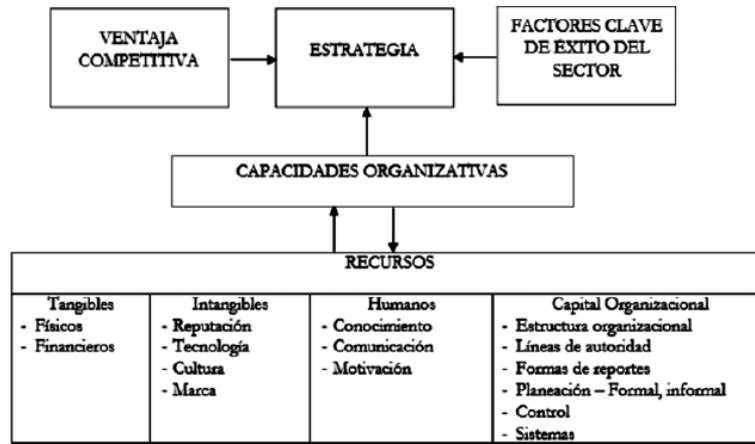 VENTAJA
COMPETITIVA
ESTRATEGIA
FACTORES CLAVE
DE ÉXITO DEL
SECTOR
CAPACIDADES ORGANIZATIVAS
RECURSOS
Tangibles
- Físicos
- Financieros
Intangibles
- Reputación
- Tecnología
- Cultura
- Marca
Humanos
- Conocimiento
- Comunicación
- Motivación
Capital Organizacional
- Estructura organizacional
- Líneas de autoridad
- Formas de reportes
- Planeación – Formal, informal
- Control
- Sistemas